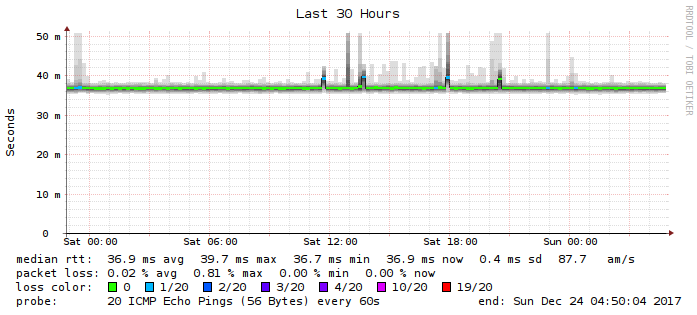 Last 30 Hours
RRDTOOL / TOBI OETIKER
Seconds
50 m
40 m
30 m
20 m
10 m
0
Sat 00:00 Sat 06:00 Sat 12:00 Sat 18:00 Sun 00:00
median rtt: 36.9 ms avg 39.7 ms max 36.7 ms min 36.9 ms now 0.4 ms sd 87.7 am/s
packet loss: 0.02 % avg 0.81 % max 0.00 % min 0.00 % now
loss color: 0 1/20 2/20 3/20 4/20 10/20 19/20
probe: 20 ICMP Echo Pings (56 Bytes) every 60s end: Sun Dec 24 04:50:04 2017